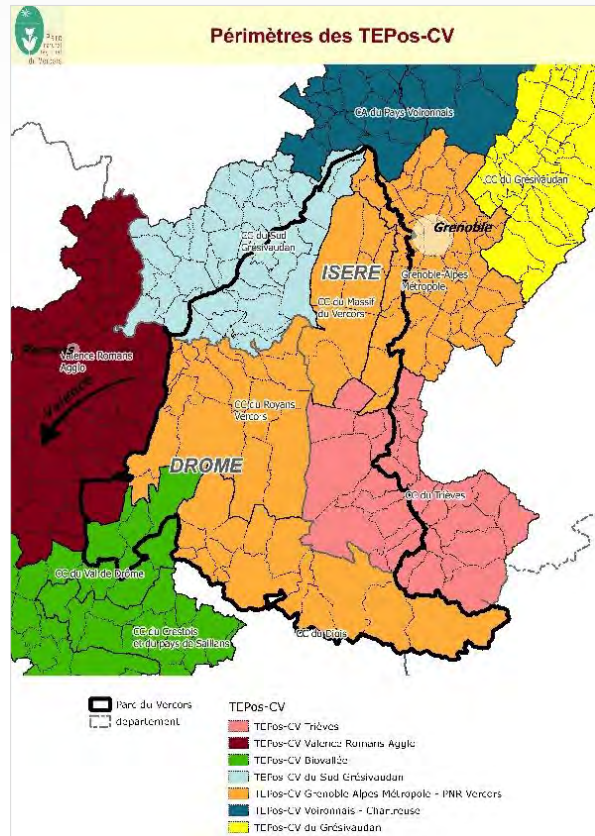 Périmètres des TEPos-CV
du Vercors
CA du Pays Voironnais
CC du Grésivaudan
CC du Sud
Grésivaudan
Grenoble
ISERE
Grenoble-Alpes
Métropole
CC du Massif
du Vercors
Valence Romans
Agglo
Valence
CC du Royans
Vercors
DROME
CC du Trièves
CC du Val de Drôme
CC du Crestois
et du pays de Saillans
CC du Diois
Parc du Vercors
departement
TEPos-CV
TEPos-CV Trièves
TEPos-CV Valence Romans Agglo
TEPos-CV Biovallée
TEPos CV du Sud Grésivaudan
TEPos-CV Grenoble Alpes Métropole - PNR Vercors
TEPos-CV Voironnais - Chartreuse
TEPos-CV du Grésivaudan